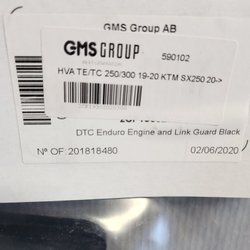 GMS Group AB
GMS GROUP
590102
HVA TE/TC 250/300 19-20 KTM SX250 20->
DTC Enduro Engine and Link Guard Black
Nº OF:201818480
02/06/2020